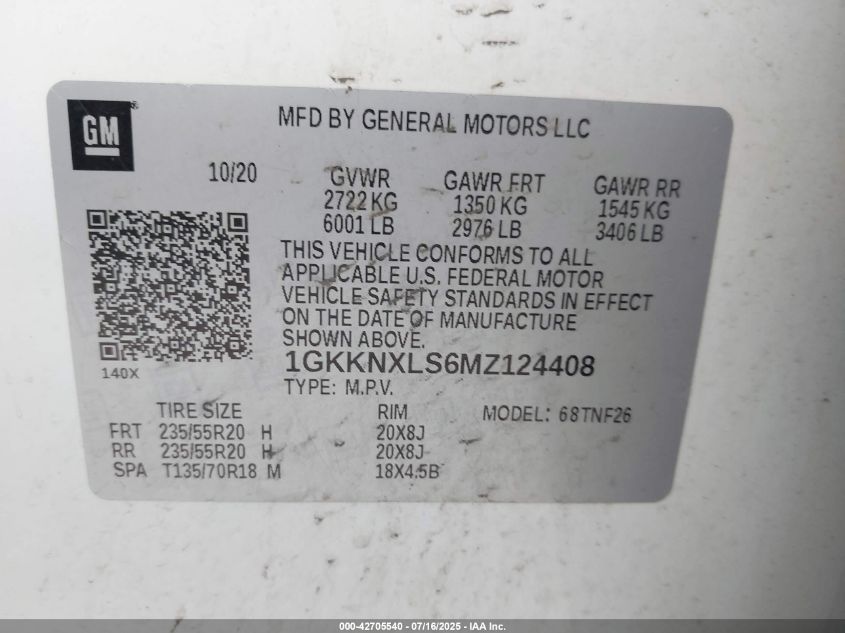 GM
MFD BY GENERAL MOTORS LLC
10/20
GVWR GAWR FRT GAWR RR
2722 KG 1350 KG 1545 KG
6001 LB 2976 LB 3406 LB
THIS VEHICLE CONFORMS TO ALL
APPLICABLE U.S. FEDERAL MOTOR
VEHICLE SAFETY STANDARDS IN EFFECT
ON THE DATE OF MANUFACTURE
SHOWN ABOVE.
140X
1GKKNXLS6MZ124408
TYPE: M.P.V.
TIRE SIZE RIM MODEL: 68TNF26
FRT 235/55R20 H 20X8J
RR 235/55R20 H 20X8J
SPA T135/70R18 M 18X4.5B
000-42705540 - 07/16/2025 - IAA Inc.